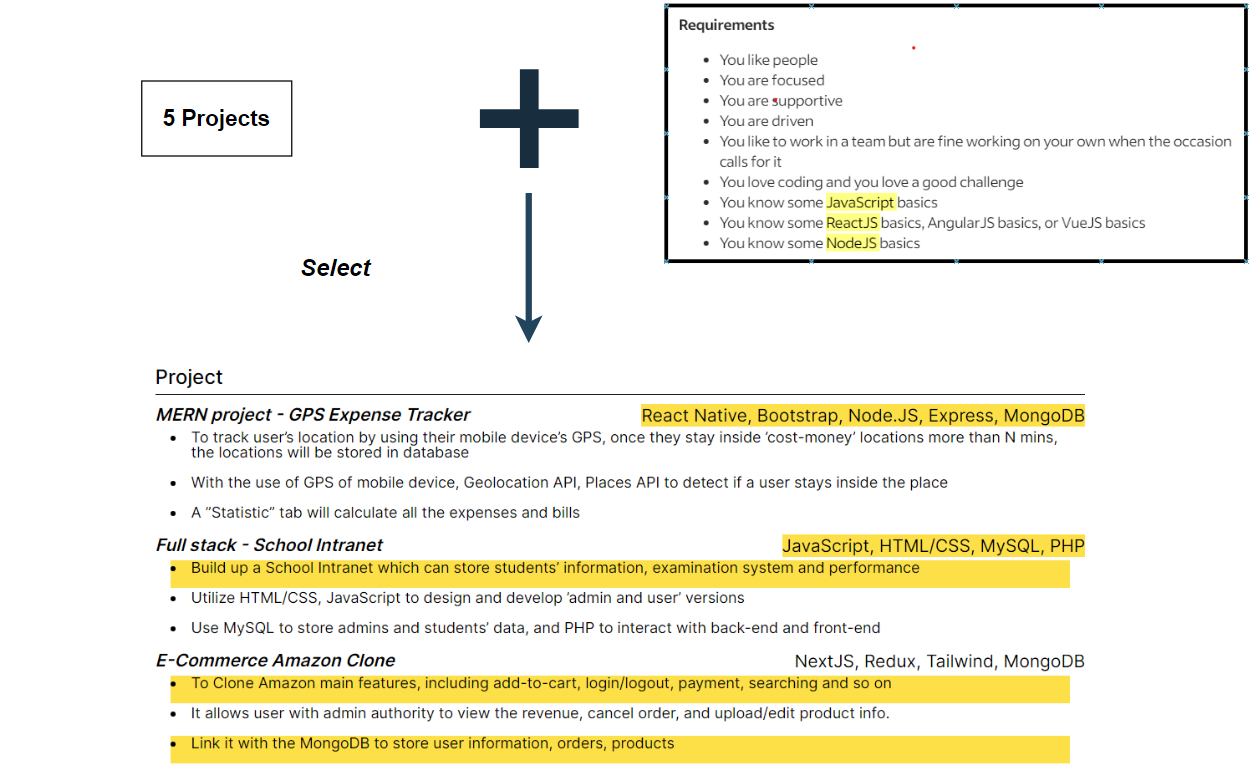 Requirements
• You like people
• You are focused
• You are supportive
• You are driven
• You like to work in a team but are fine working on your own when the occasion
calls for it
• You love coding and you love a good challenge
• You know some JavaScript basics
• You know some ReactJS basics, AngularJS basics, or VueJS basics
• You know some NodeJS basics
5 Projects
Select
Project
MERN project - GPS Expense Tracker React Native, Bootstrap, Node.JS, Express, MongoDB
• To track user’s location by using their mobile device’s GPS, once they stay inside ‘cost-money’ locations more than N mins,
the locations will be stored in database
• With the use of GPS of mobile device, Geolocation API, Places API to detect if a user stays inside the place
• A “Statistic” tab will calculate all the expenses and bills
Full stack - School Intranet JavaScript, HTML/CSS, MySQL, PHP
• Build up a School Intranet which can store students’ information, examination system and performance
• Utilize HTML/CSS, JavaScript to design and develop ‘admin and user’ versions
• Use MySQL to store admins and students’ data, and PHP to interact with back-end and front-end
E-Commerce Amazon Clone NextJS, Redux, Tailwind, MongoDB
• To Clone Amazon main features, including add-to-cart, login/logout, payment, searching and so on
• It allows user with admin authority to view the revenue, cancel order, and upload/edit product info.
• Link it with the MongoDB to store user information, orders, products